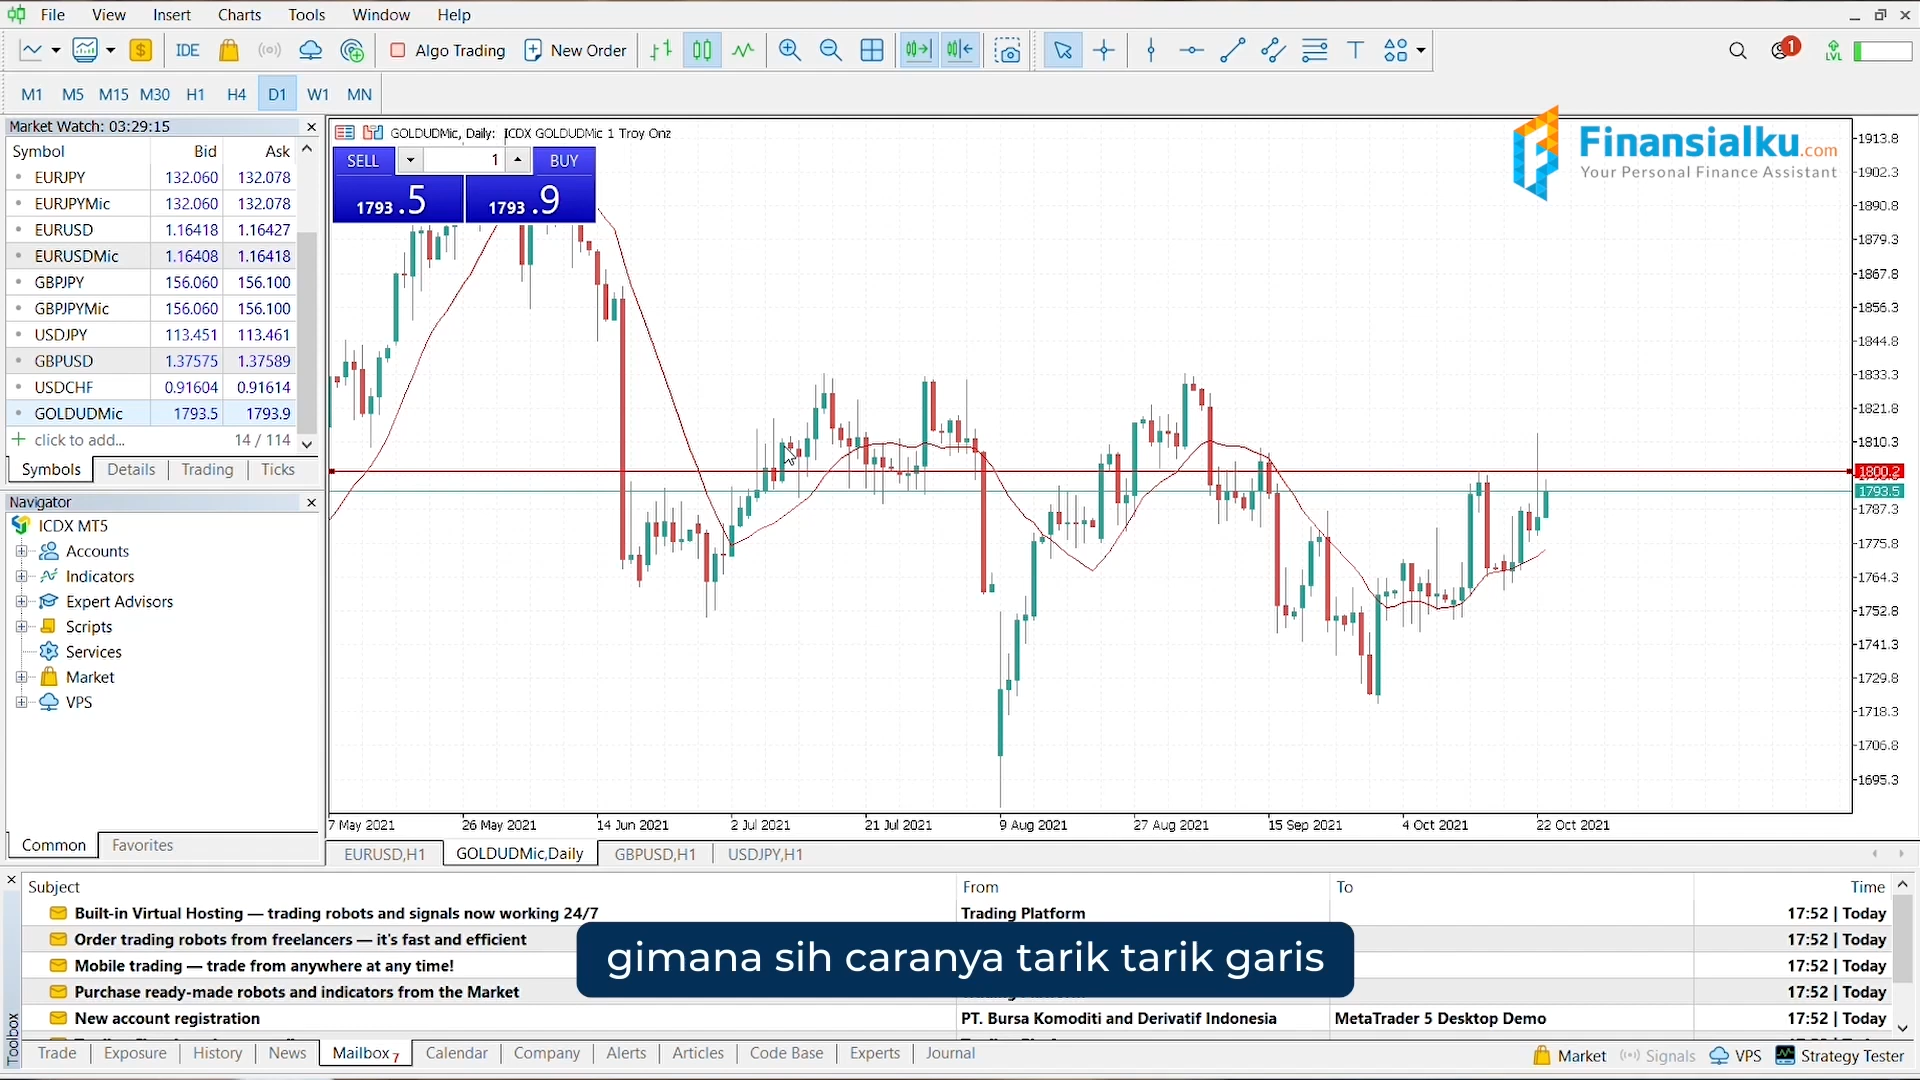 File View Insert Charts Tools Window Help
IDE Algo Trading New Order 1 LVL
M1 M5 M15 M30 H1 H4 D1 W1 MN
Market Watch: 03:29:15
Symbol Bid Ask
EURJPY 132.060 132.078
EURJPYMic 132.060 132.078
EURUSD 1.16418 1.16427
EURUSDMic 1.16408 1.16418
GBPJPY 156.060 156.100
GBPJPYMic 156.060 156.100
USDJPY 113.451 113.461
GBPUSD 1.37575 1.37589
USDCHF 0.91604 0.91614
GOLDUDMic 1793.5 1793.9
click to add... 14 / 114
Symbols Details Trading Ticks
Navigator
ICDX MT5
Accounts
Indicators
Expert Advisors
Scripts
Services
Market
VPS
Common Favorites
GOLDUDMic, Daily: ICDX GOLDUDMic 1 Troy Onz
SELL 1 BUY
1793 .5 1793 .9
Finansialku.com
Your Personal Finance Assistant
1913.8
1902.3
1890.8
1879.3
1867.8
1856.3
1844.8
1833.3
1821.8
1810.3
1800.2
1793.5
1787.3
1775.8
1764.3
1752.8
1741.3
1729.8
1718.3
1706.8
1695.3
7 May 2021 26 May 2021 14 Jun 2021 2 Jul 2021 21 Jul 2021 9 Aug 2021 27 Aug 2021 15 Sep 2021 4 Oct 2021 22 Oct 2021
EURUSD,H1 GOLDUDMic,Daily GBPUSD,H1 USDJPY,H1
Subject From To Time
Built-in Virtual Hosting — trading robots and signals now working 24/7 Trading Platform 17:52 | Today
Order trading robots from freelancers — it's fast and efficient 17:52 | Today
Mobile trading — trade from anywhere at any time! 17:52 | Today
Purchase ready-made robots and indicators from the Market 17:52 | Today
New account registration PT. Bursa Komoditi and Derivatif Indonesia MetaTrader 5 Desktop Demo 17:52 | Today
gimana sih caranya tarik tarik garis
Toolbox
Trade Exposure History News Mailbox 7 Calendar Company Alerts Articles Code Base Experts Journal
Market Signals VPS Strategy Tester